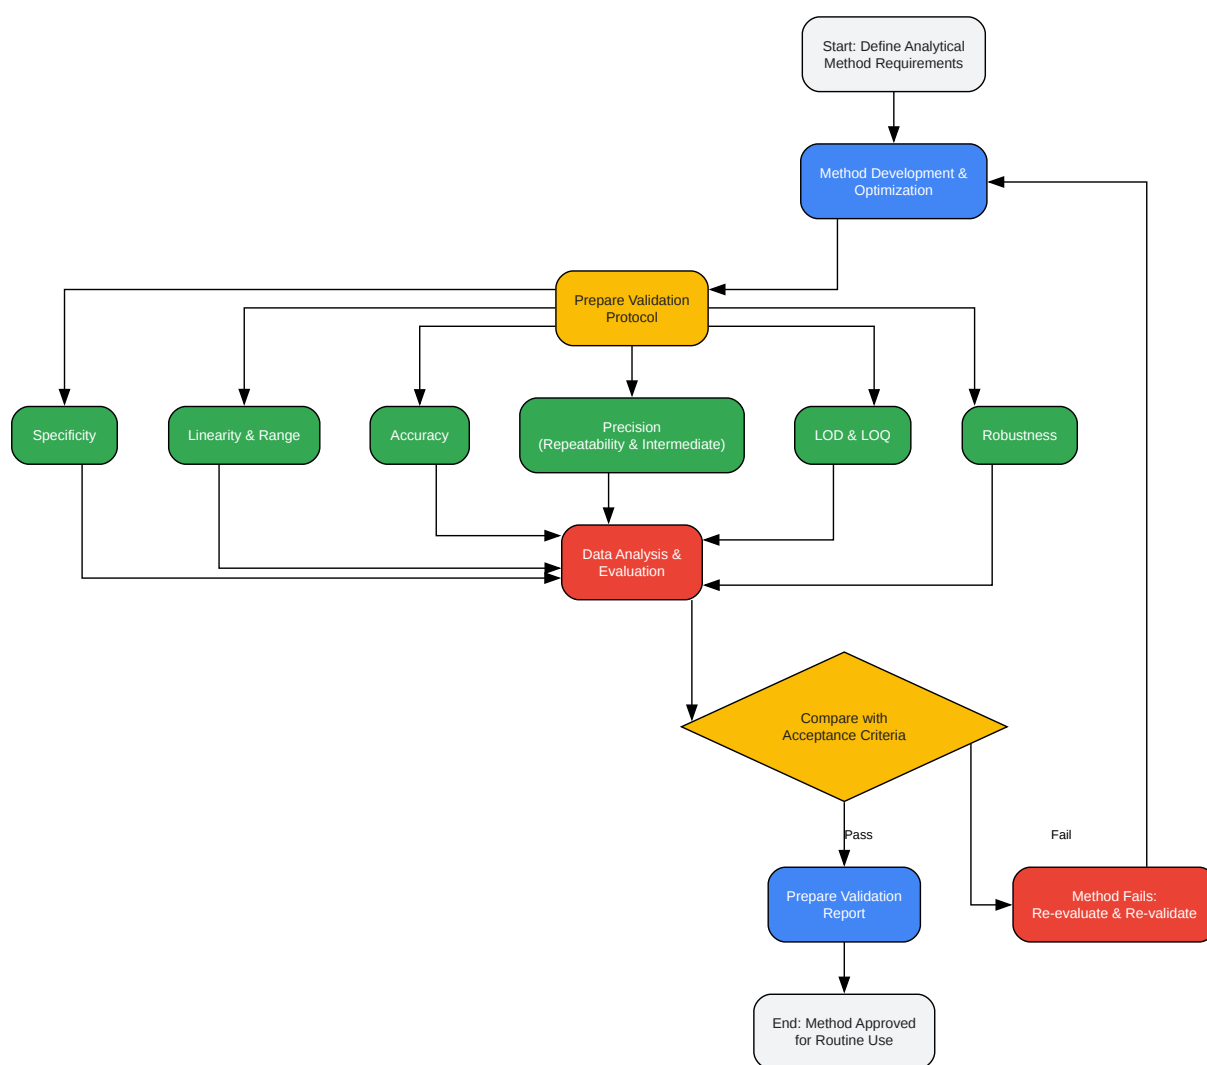 Start: Define Analytical
Method Requirements
Method Development &
Optimization
Prepare Validation
Protocol
Specificity
Linearity & Range
Accuracy
Precision
(Repeatability & Intermediate)
LOD & LOQ
Robustness
Data Analysis &
Evaluation
Compare with
Acceptance Criteria
Pass
Fail
Prepare Validation
Report
Method Fails:
Re-evaluate & Re-validate
End: Method Approved
for Routine Use